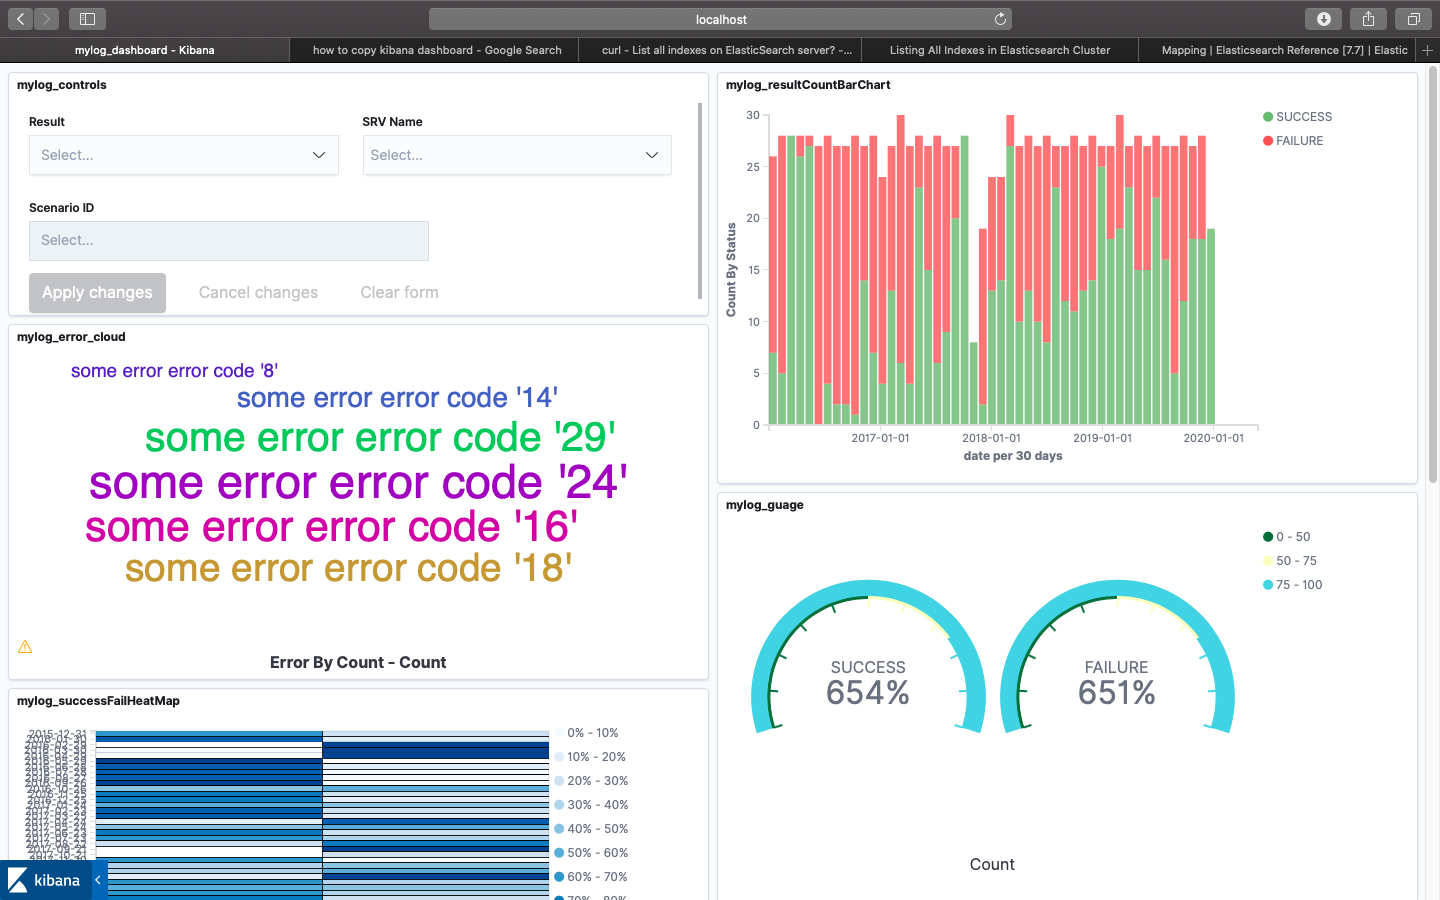 localhost
mylog_dashboard - Kibana
how to copy kibana dashboard - Google Search
curl - List all indexes on ElasticSearch server? -...
Listing All Indexes in Elasticsearch Cluster
Mapping | Elasticsearch Reference [7.7] | Elastic
mylog_controls
Result
SRV Name
Select...
Select...
Scenario ID
Select...
Apply changes
Cancel changes
Clear form
mylog_error_cloud
some error error code '8'
some error error code '14'
some error error code '29'
some error error code '24'
some error error code '16'
some error error code '18'
Error By Count - Count
mylog_successFailHeatMap
2015-12-31
0% - 10%
10% - 20%
20% - 30%
30% - 40%
40% - 50%
50% - 60%
60% - 70%
70% - 80%
kibana
mylog_resultCountBarChart
30
25
20
15
10
5
0
Count By Status
2017-01-01
2018-01-01
2019-01-01
2020-01-01
date per 30 days
SUCCESS
FAILURE
mylog_guage
0 - 50
50 - 75
75 - 100
SUCCESS
654%
FAILURE
651%
Count